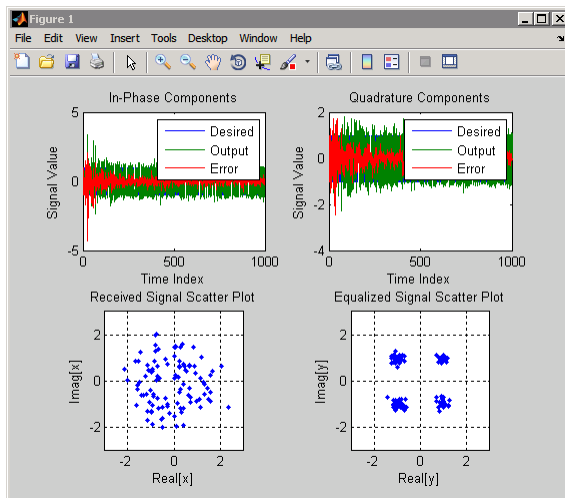 Figure 1
File Edit View Insert Tools Desktop Window Help
In-Phase Components
Quadrature Components
5
0
-5
Signal Value
Desired
Output
Error
0 500 1000
Time Index
2
0
-2
-4
Signal Value
Desired
Output
Error
0 500 1000
Time Index
Received Signal Scatter Plot
Equalized Signal Scatter Plot
2
0
-2
Imag[x]
-2 0 2
Real[x]
2
0
-2
Imag[y]
-2 0 2
Real[y]